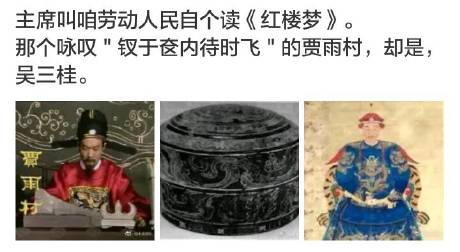 主席叫咱劳动人民自个读《红楼梦》。
那个咏叹＂钗于奁内待时飞＂的贾雨村，却是，
吴三桂。
贾雨村